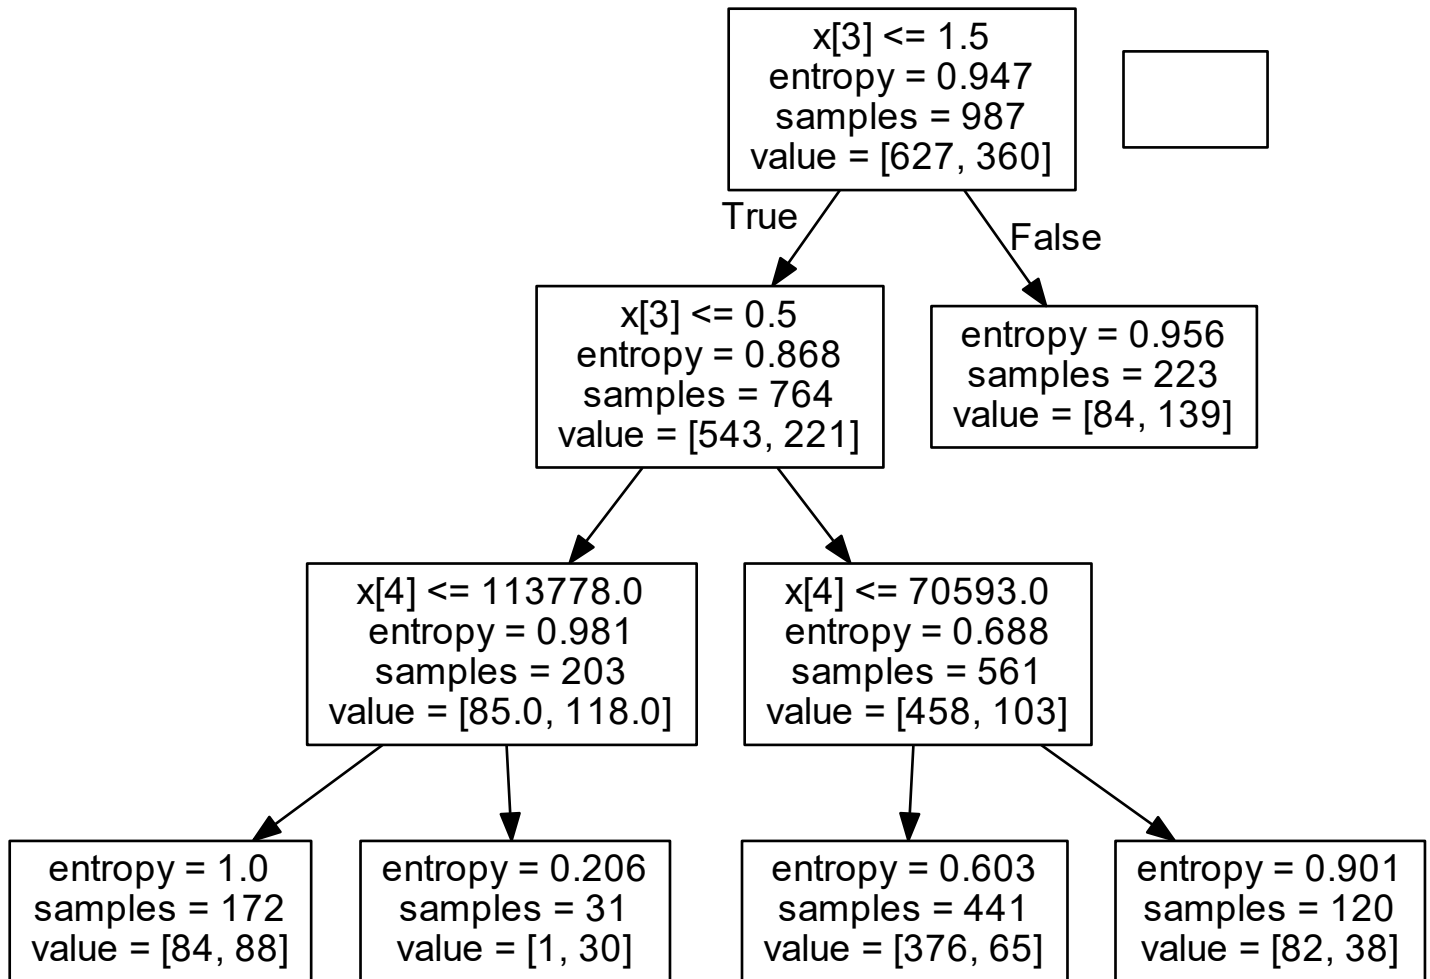 x[3] <= 1.5
entropy = 0.947
samples = 987
value = [627, 360]
True
False
x[3] <= 0.5
entropy = 0.868
samples = 764
value = [543, 221]
entropy = 0.956
samples = 223
value = [84, 139]
x[4] <= 113778.0
entropy = 0.981
samples = 203
value = [85.0, 118.0]
x[4] <= 70593.0
entropy = 0.688
samples = 561
value = [458, 103]
entropy = 1.0
samples = 172
value = [84, 88]
entropy = 0.206
samples = 31
value = [1, 30]
entropy = 0.603
samples = 441
value = [376, 65]
entropy = 0.901
samples = 120
value = [82, 38]